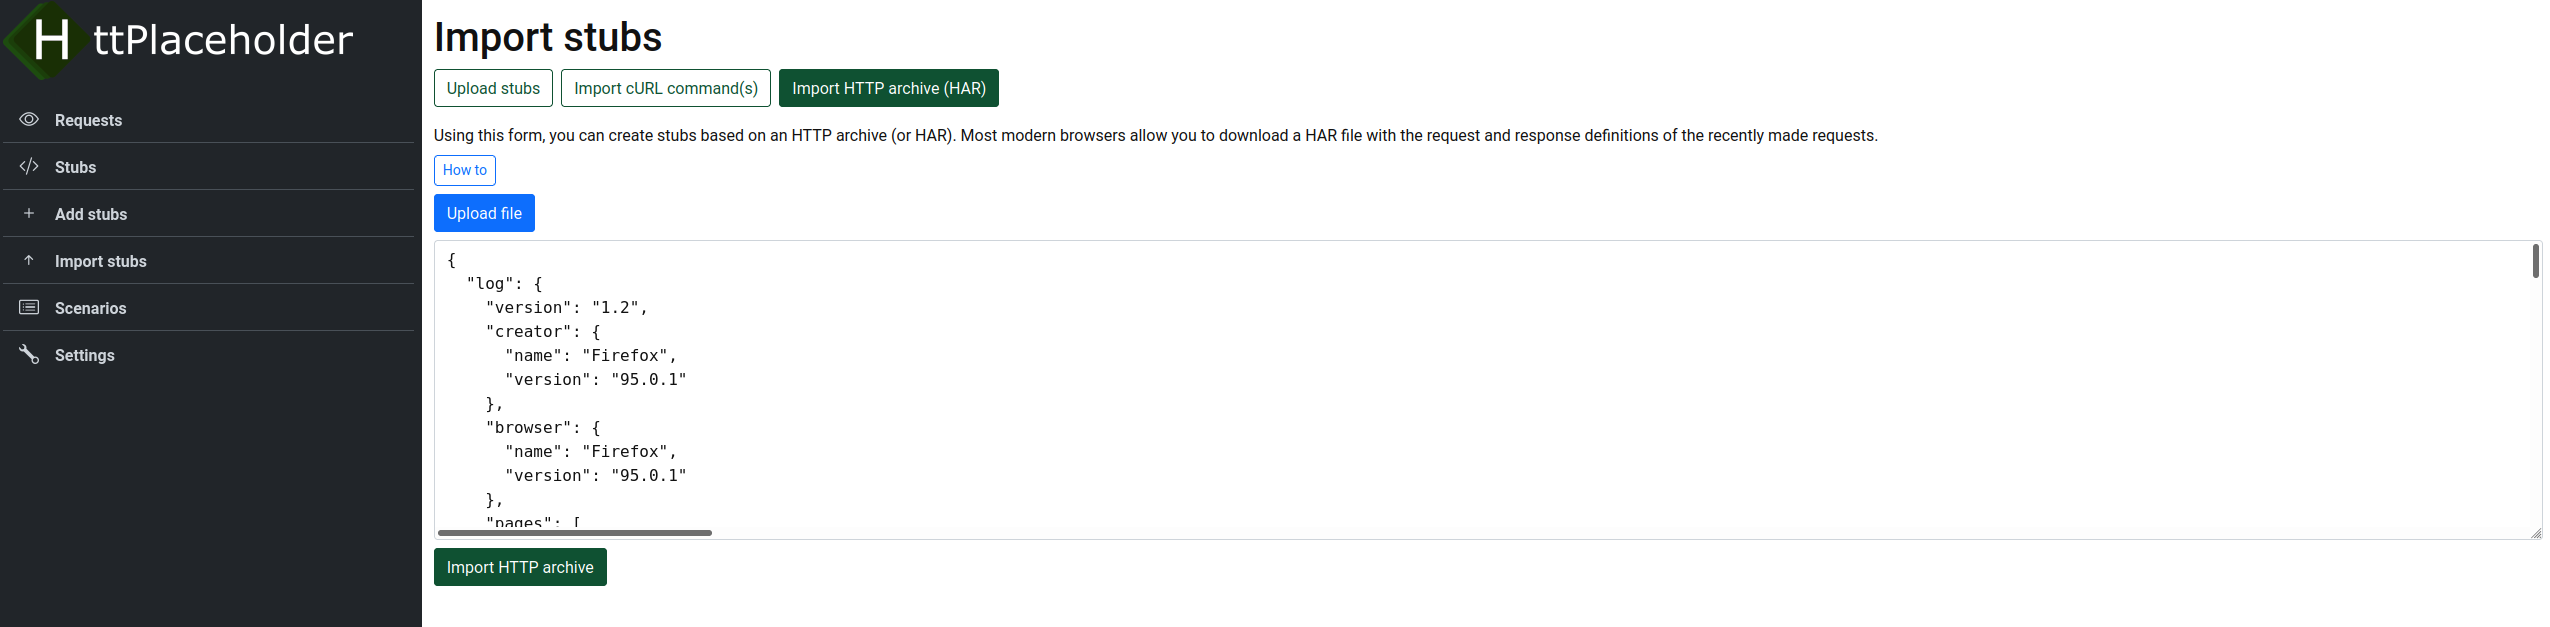 HttPlaceholder
Requests
Stubs
Add stubs
Import stubs
Scenarios
Settings
Import stubs
Upload stubs Import cURL command(s) Import HTTP archive (HAR)
Using this form, you can create stubs based on an HTTP archive (or HAR). Most modern browsers allow you to download a HAR file with the request and response definitions of the recently made requests.
How to
Upload file
{
  "log": {
    "version": "1.2",
    "creator": {
      "name": "Firefox",
      "version": "95.0.1"
    },
    "browser": {
      "name": "Firefox",
      "version": "95.0.1"
    },
    "pages": [
Import HTTP archive